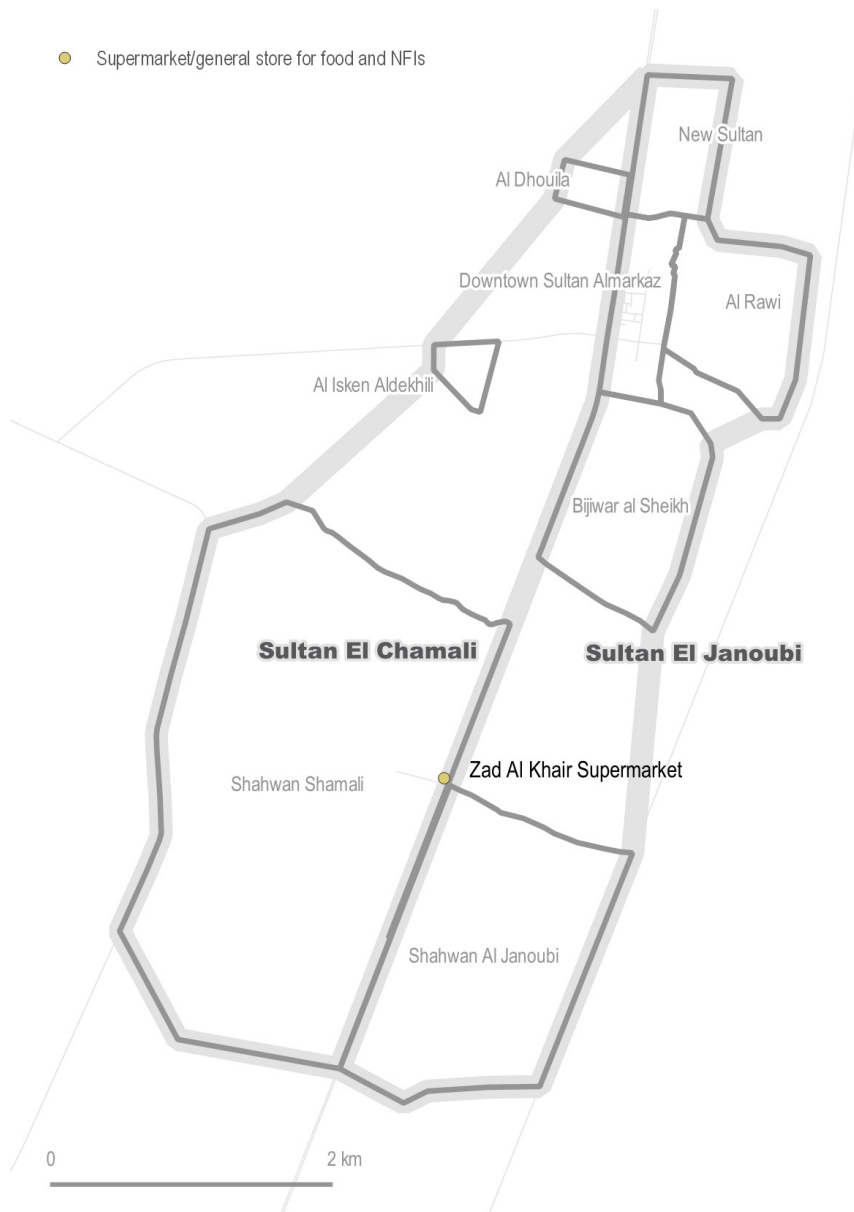 Supermarket/general store for food and NFIs
New Sultan
Al Dhouila
Downtown Sultan Almarkaz
Al Rawi
Al Isken Aldekhili
Bijiwar al Sheikh
Sultan El Chamali
Sultan El Janoubi
Zad Al Khair Supermarket
Shahwan Shamali
Shahwan Al Janoubi
0 2 km